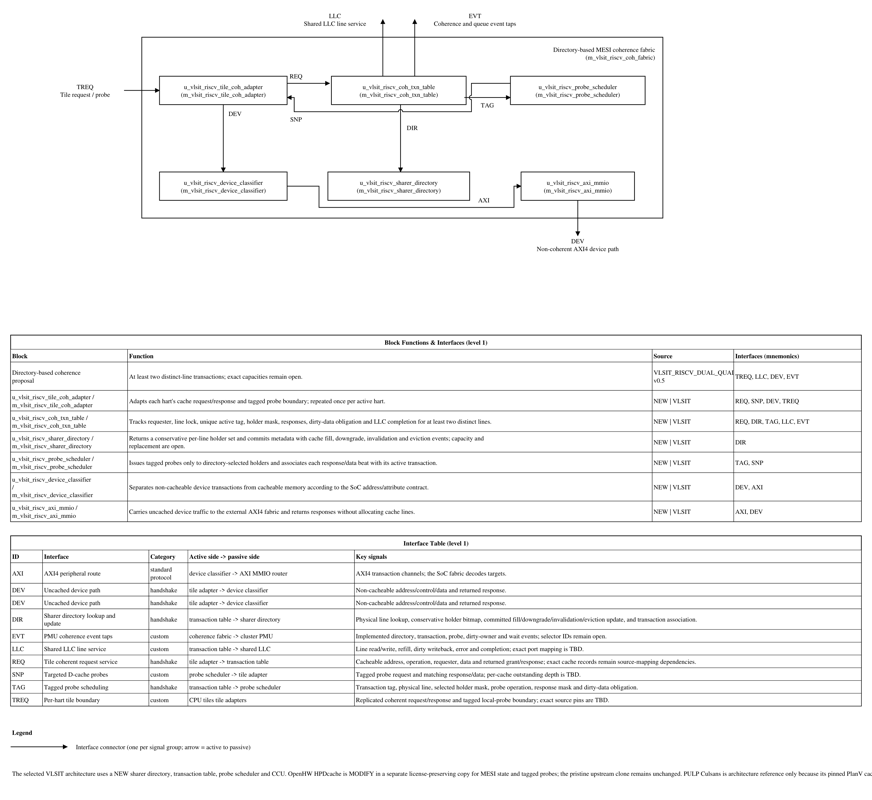 LLC
Shared LLC line service
EVT
Coherence and queue event taps
Directory-based MESI coherence fabric
(m_vlsit_riscv_coh_fabric)
TREQ
Tile request / probe
u_vlsit_riscv_tile_coh_adapter
(m_vlsit_riscv_tile_coh_adapter)
REQ
u_vlsit_riscv_coh_txn_table
(m_vlsit_riscv_coh_txn_table)
u_vlsit_riscv_probe_scheduler
(m_vlsit_riscv_probe_scheduler)
TAG
DEV
SNP
DIR
u_vlsit_riscv_device_classifier
(m_vlsit_riscv_device_classifier)
u_vlsit_riscv_sharer_directory
(m_vlsit_riscv_sharer_directory)
u_vlsit_riscv_axi_mmio
(m_vlsit_riscv_axi_mmio)
AXI
DEV
Non-coherent AXI4 device path
Block Functions & Interfaces (level 1)
Block Function Source Interfaces (mnemonics)
Directory-based coherence
proposal
At least two distinct-line transactions; exact capacities remain open.
VLSIT_RISCV_DUAL_QUAD
v0.5
TREQ, LLC, DEV, EVT
u_vlsit_riscv_tile_coh_adapter /
m_vlsit_riscv_tile_coh_adapter
Adapts each hart's cache request/response and tagged probe boundary; repeated once per active hart.
NEW | VLSIT
REQ, SNP, DEV, TREQ
u_vlsit_riscv_coh_txn_table /
m_vlsit_riscv_coh_txn_table
Tracks requester, line lock, unique active tag, holder mask, responses, dirty-data obligation and LLC completion for at least two distinct lines.
NEW | VLSIT
REQ, DIR, TAG, LLC, EVT
u_vlsit_riscv_sharer_directory /
m_vlsit_riscv_sharer_directory
Returns a conservative per-line holder set and commits metadata with cache fill, downgrade, invalidation and eviction events; capacity and
replacement are open.
NEW | VLSIT
DIR
u_vlsit_riscv_probe_scheduler /
m_vlsit_riscv_probe_scheduler
Issues tagged probes only to directory-selected holders and associates each response/data beat with its active transaction.
NEW | VLSIT
TAG, SNP
u_vlsit_riscv_device_classifier
/
m_vlsit_riscv_device_classifier
Separates non-cacheable device transactions from cacheable memory according to the SoC address/attribute contract.
NEW | VLSIT
DEV, AXI
u_vlsit_riscv_axi_mmio /
m_vlsit_riscv_axi_mmio
Carries uncached device traffic to the external AXI4 fabric and returns responses without allocating cache lines.
NEW | VLSIT
AXI, DEV
Interface Table (level 1)
ID Interface Category Active side -> passive side Key signals
AXI AXI4 peripheral route standard protocol device classifier -> AXI MMIO router AXI4 transaction channels; the SoC fabric decodes targets.
DEV Uncached device path handshake tile adapter -> device classifier Non-cacheable address/control/data and returned response.
DEV Uncached device path handshake tile adapter -> device classifier Non-cacheable address/control/data and returned response.
DIR Sharer directory lookup and update handshake transaction table -> sharer directory Physical line lookup, conservative holder bitmap; committed fill/downgrade/invalidation/eviction update, and transaction association.
EVT PMU coherence event taps custom coherence fabric -> cluster PMU Implemented directory, transaction, probe, dirty-owner and wait events; selector IDs remain open.
LLC Shared LLC line service custom transaction table -> shared LLC Line read/write, refill, dirty writeback, error and completion; exact port mapping is TBD.
REQ Tile coherent request service handshake tile adapter -> transaction table Cacheable address, operation, requester, data and returned grant/response; exact cache records remain source-mapping dependencies.
SNP Targeted D-cache probes custom probe scheduler -> tile adapter Tagged probe request and matching response/data; per-cache outstanding depth is TBD.
TAG Tagged probe scheduling handshake transaction table -> probe scheduler Transaction tag, physical line, selected holder mask, probe operation, response mask and dirty-data obligation.
TREQ Per-hart tile boundary custom CPU tiles tile adapters Replicated coherent request/response and tagged local-probe boundary; exact source pins are TBD.
Legend
Interface connector (one per signal group; arrow = active to passive)
The selected VLSIT architecture uses a NEW sharer directory, transaction table, probe scheduler and CCU. OpenHW HPDcache is MODIFY in a separate license-preserving copy for MESI state and tagged probes; the pristine upstream clone remains unchanged. PULP Culsans is architecture reference only because its pinned PlanV